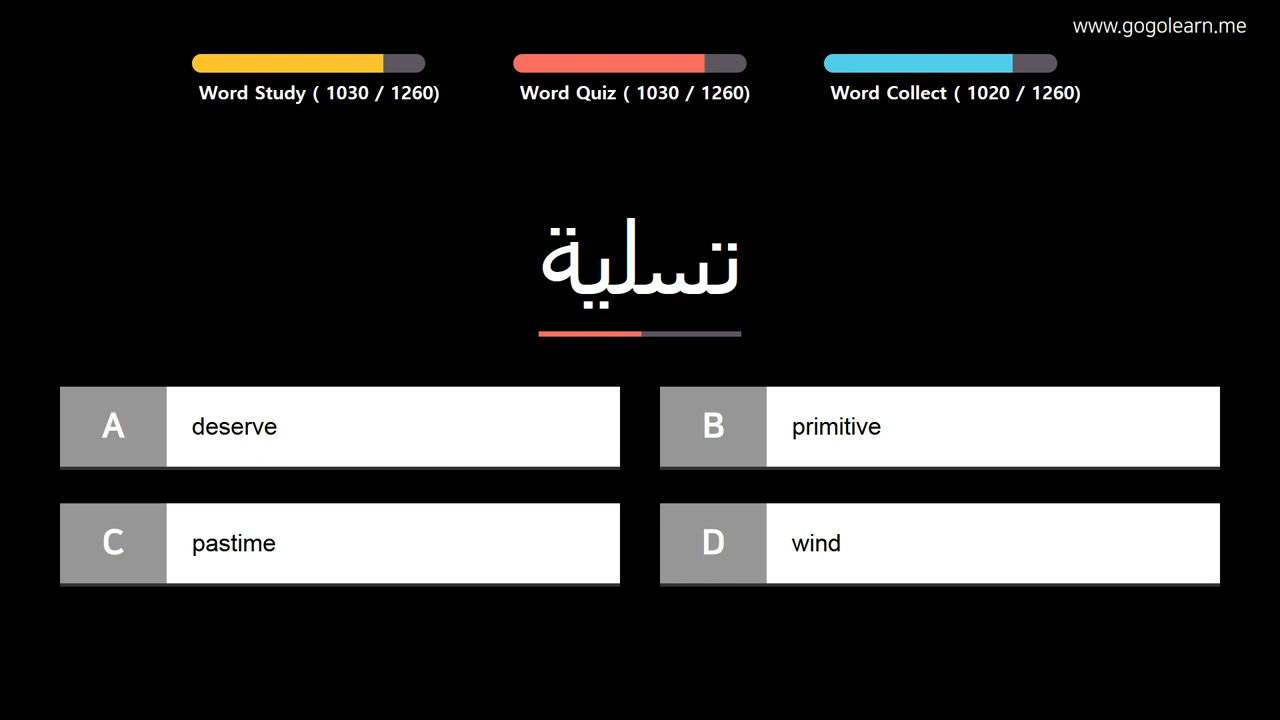 www.gogolearn.me
Word Study ( 1030 / 1260)
Word Quiz ( 1030 / 1260)
Word Collect ( 1020 / 1260)
تسلية
A deserve
B primitive
C pastime
D wind